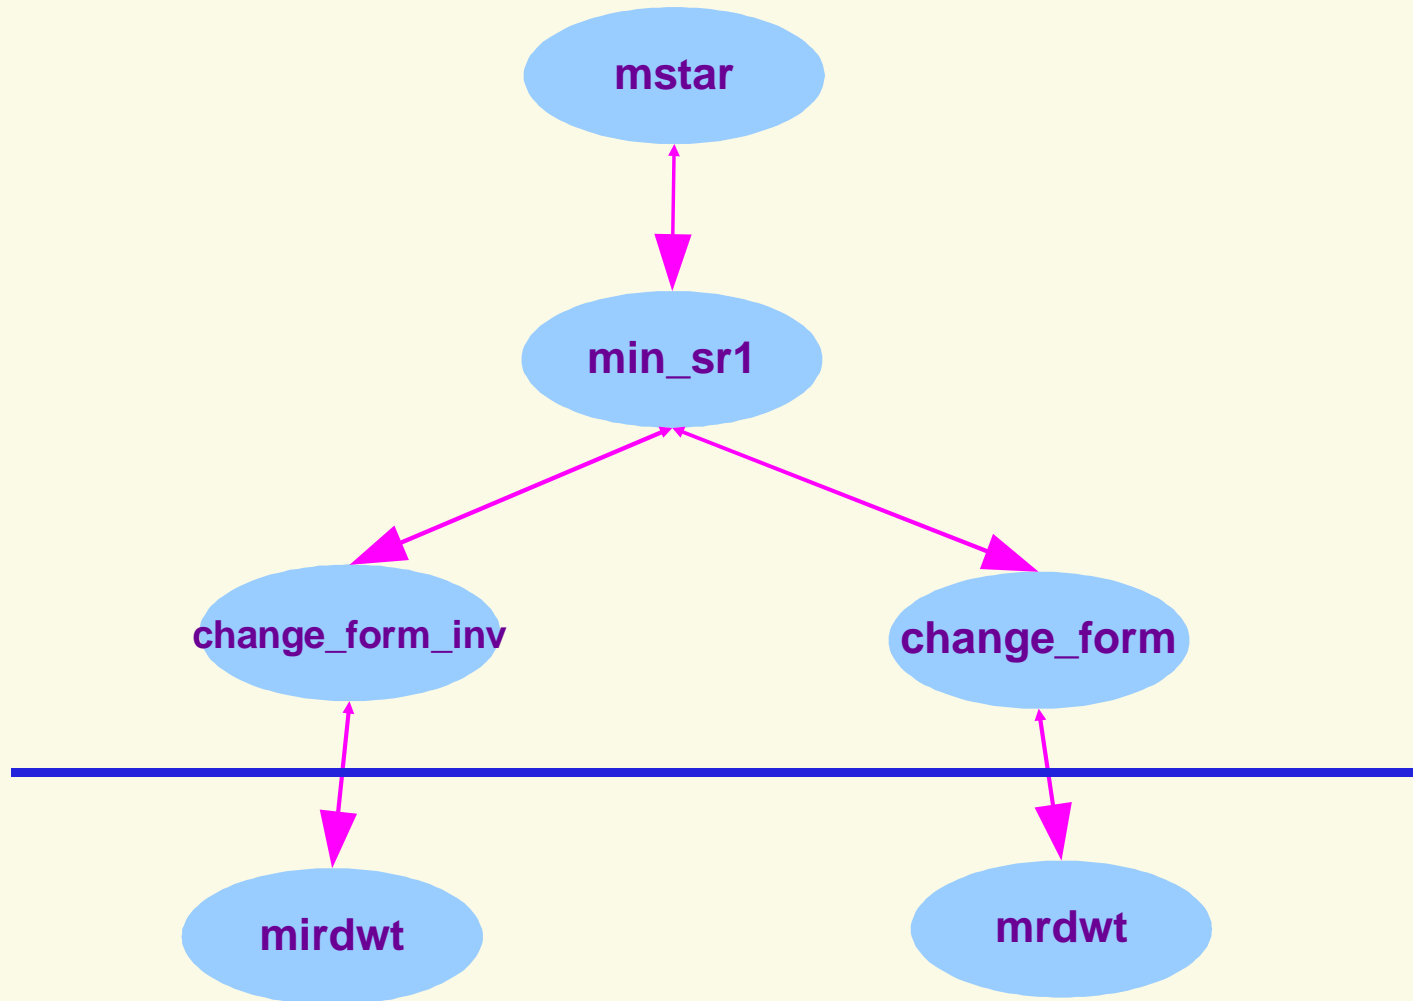 mstar
min_sr1
change_form_inv
change_form
mirdwt
mrdwt